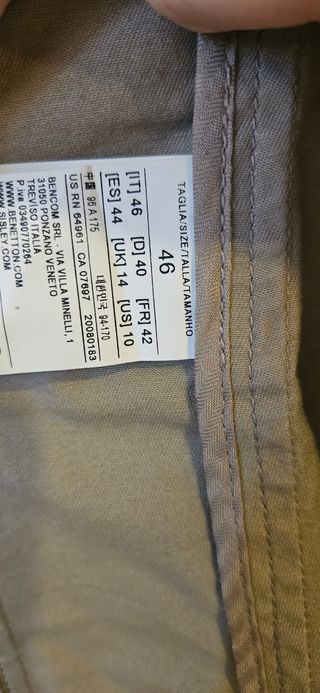 TAGLIA/SIZE/TALLA/TAMANHO
46
[IT] 46 [D] 40 [FR] 42
[ES] 44 [UK] 14 [US] 10
中国 96 A 175 대한민국 94-170
US RN 64961 CA 07697 20080183
BENCOM SRL - VIA VILLA MINELLI, 1
31050 PONZANO VENETO
TREVISO ITALIA
P.iva 03490770264
WWW.BENETTON.COM
WWW.SISLEY.COM